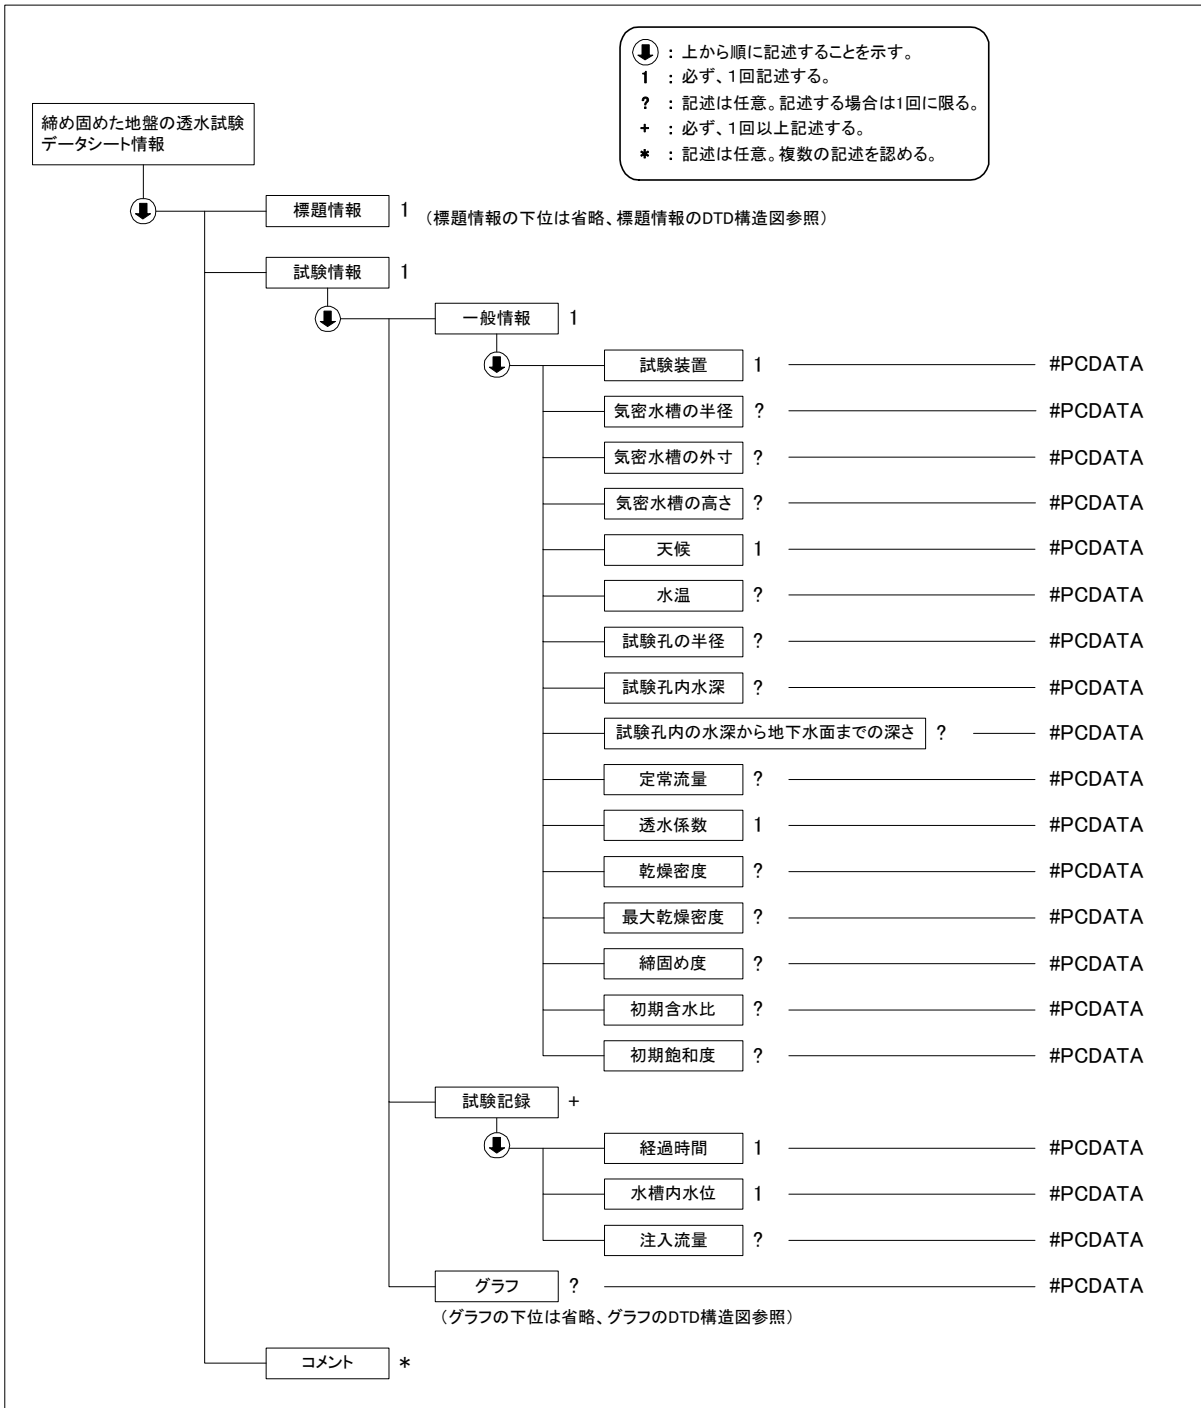 ：上から順に記述することを示す。
1 ：必ず、1回記述する。
? ：記述は任意。記述する場合は1回に限る。
+ ：必ず、1回以上記述する。
* ：記述は任意。複数の記述を認める。
締め固めた地盤の透水試験
データシート情報
標題情報 1 （標題情報の下位は省略、標題情報のDTD構造図参照）
試験情報 1
一般情報 1
試験装置 1 #PCDATA
気密水槽の半径 ? #PCDATA
気密水槽の外寸 ? #PCDATA
気密水槽の高さ ? #PCDATA
天候 1 #PCDATA
水温 ? #PCDATA
試験孔の半径 ? #PCDATA
試験孔内水深 ? #PCDATA
試験孔内の水深から地下水面までの深さ ? #PCDATA
定常流量 ? #PCDATA
透水係数 1 #PCDATA
乾燥密度 ? #PCDATA
最大乾燥密度 ? #PCDATA
締固め度 ? #PCDATA
初期含水比 ? #PCDATA
初期飽和度 ? #PCDATA
試験記録 +
経過時間 1 #PCDATA
水槽内水位 1 #PCDATA
注入流量 ? #PCDATA
グラフ ? #PCDATA
（グラフの下位は省略、グラフのDTD構造図参照）
コメント *